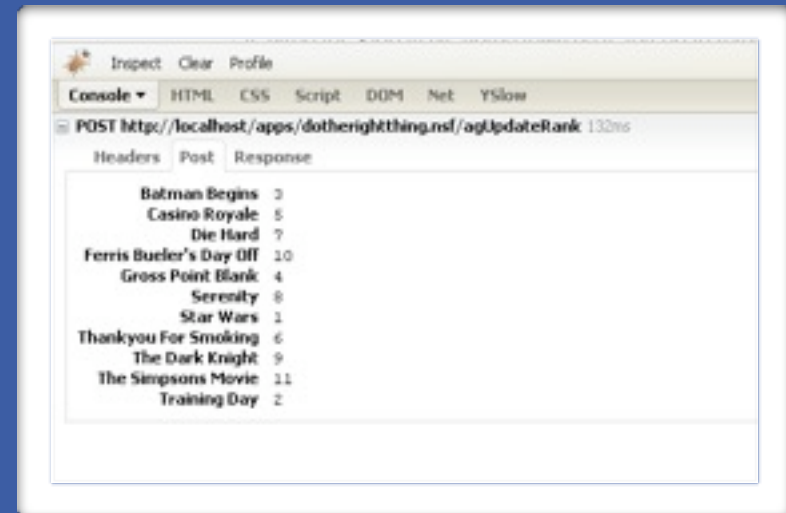 Inspect Clear Profile
Console HTML CSS Script DOM Net YSlow
POST http://localhost/apps/dotherightthing.nsf/agUpdateRank 132ms
Headers Post Response
Batman Begins 3
Casino Royale 5
Die Hard 7
Ferris Bueler's Day Off 10
Gross Point Blank 4
Serenity 8
Star Wars 1
Thankyou For Smoking 6
The Dark Knight 9
The Simpsons Movie 11
Training Day 2